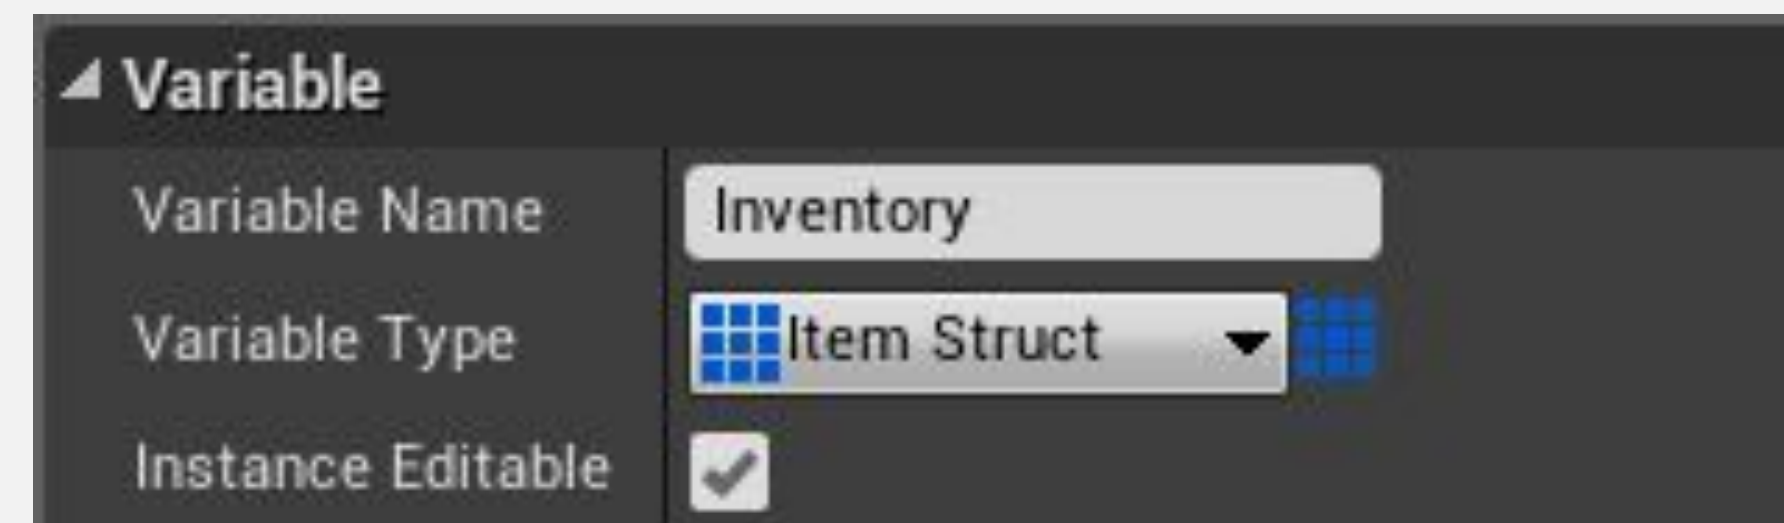 Variable
Variable Name Inventory
Variable Type Item Struct
Instance Editable